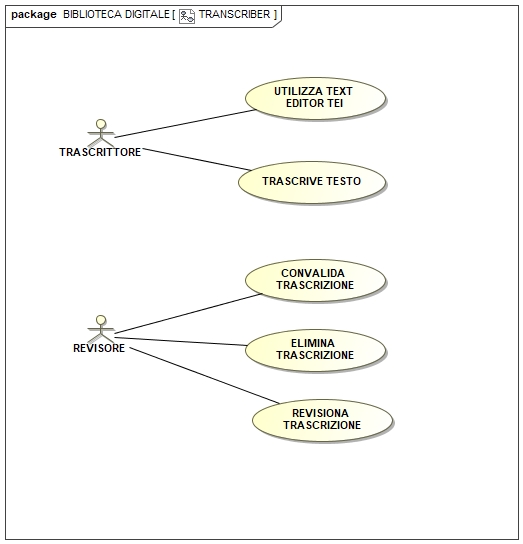 package BIBLIOTECA DIGITALE [ TRANSCRIBER ]
UTILIZZA TEXT
EDITOR TEI
TRASCRITTORE
TRASCRIVE TESTO
CONVALIDA
TRASCRIZIONE
REVISORE
ELIMINA
TRASCRIZIONE
REVISIONA
TRASCRIZIONE